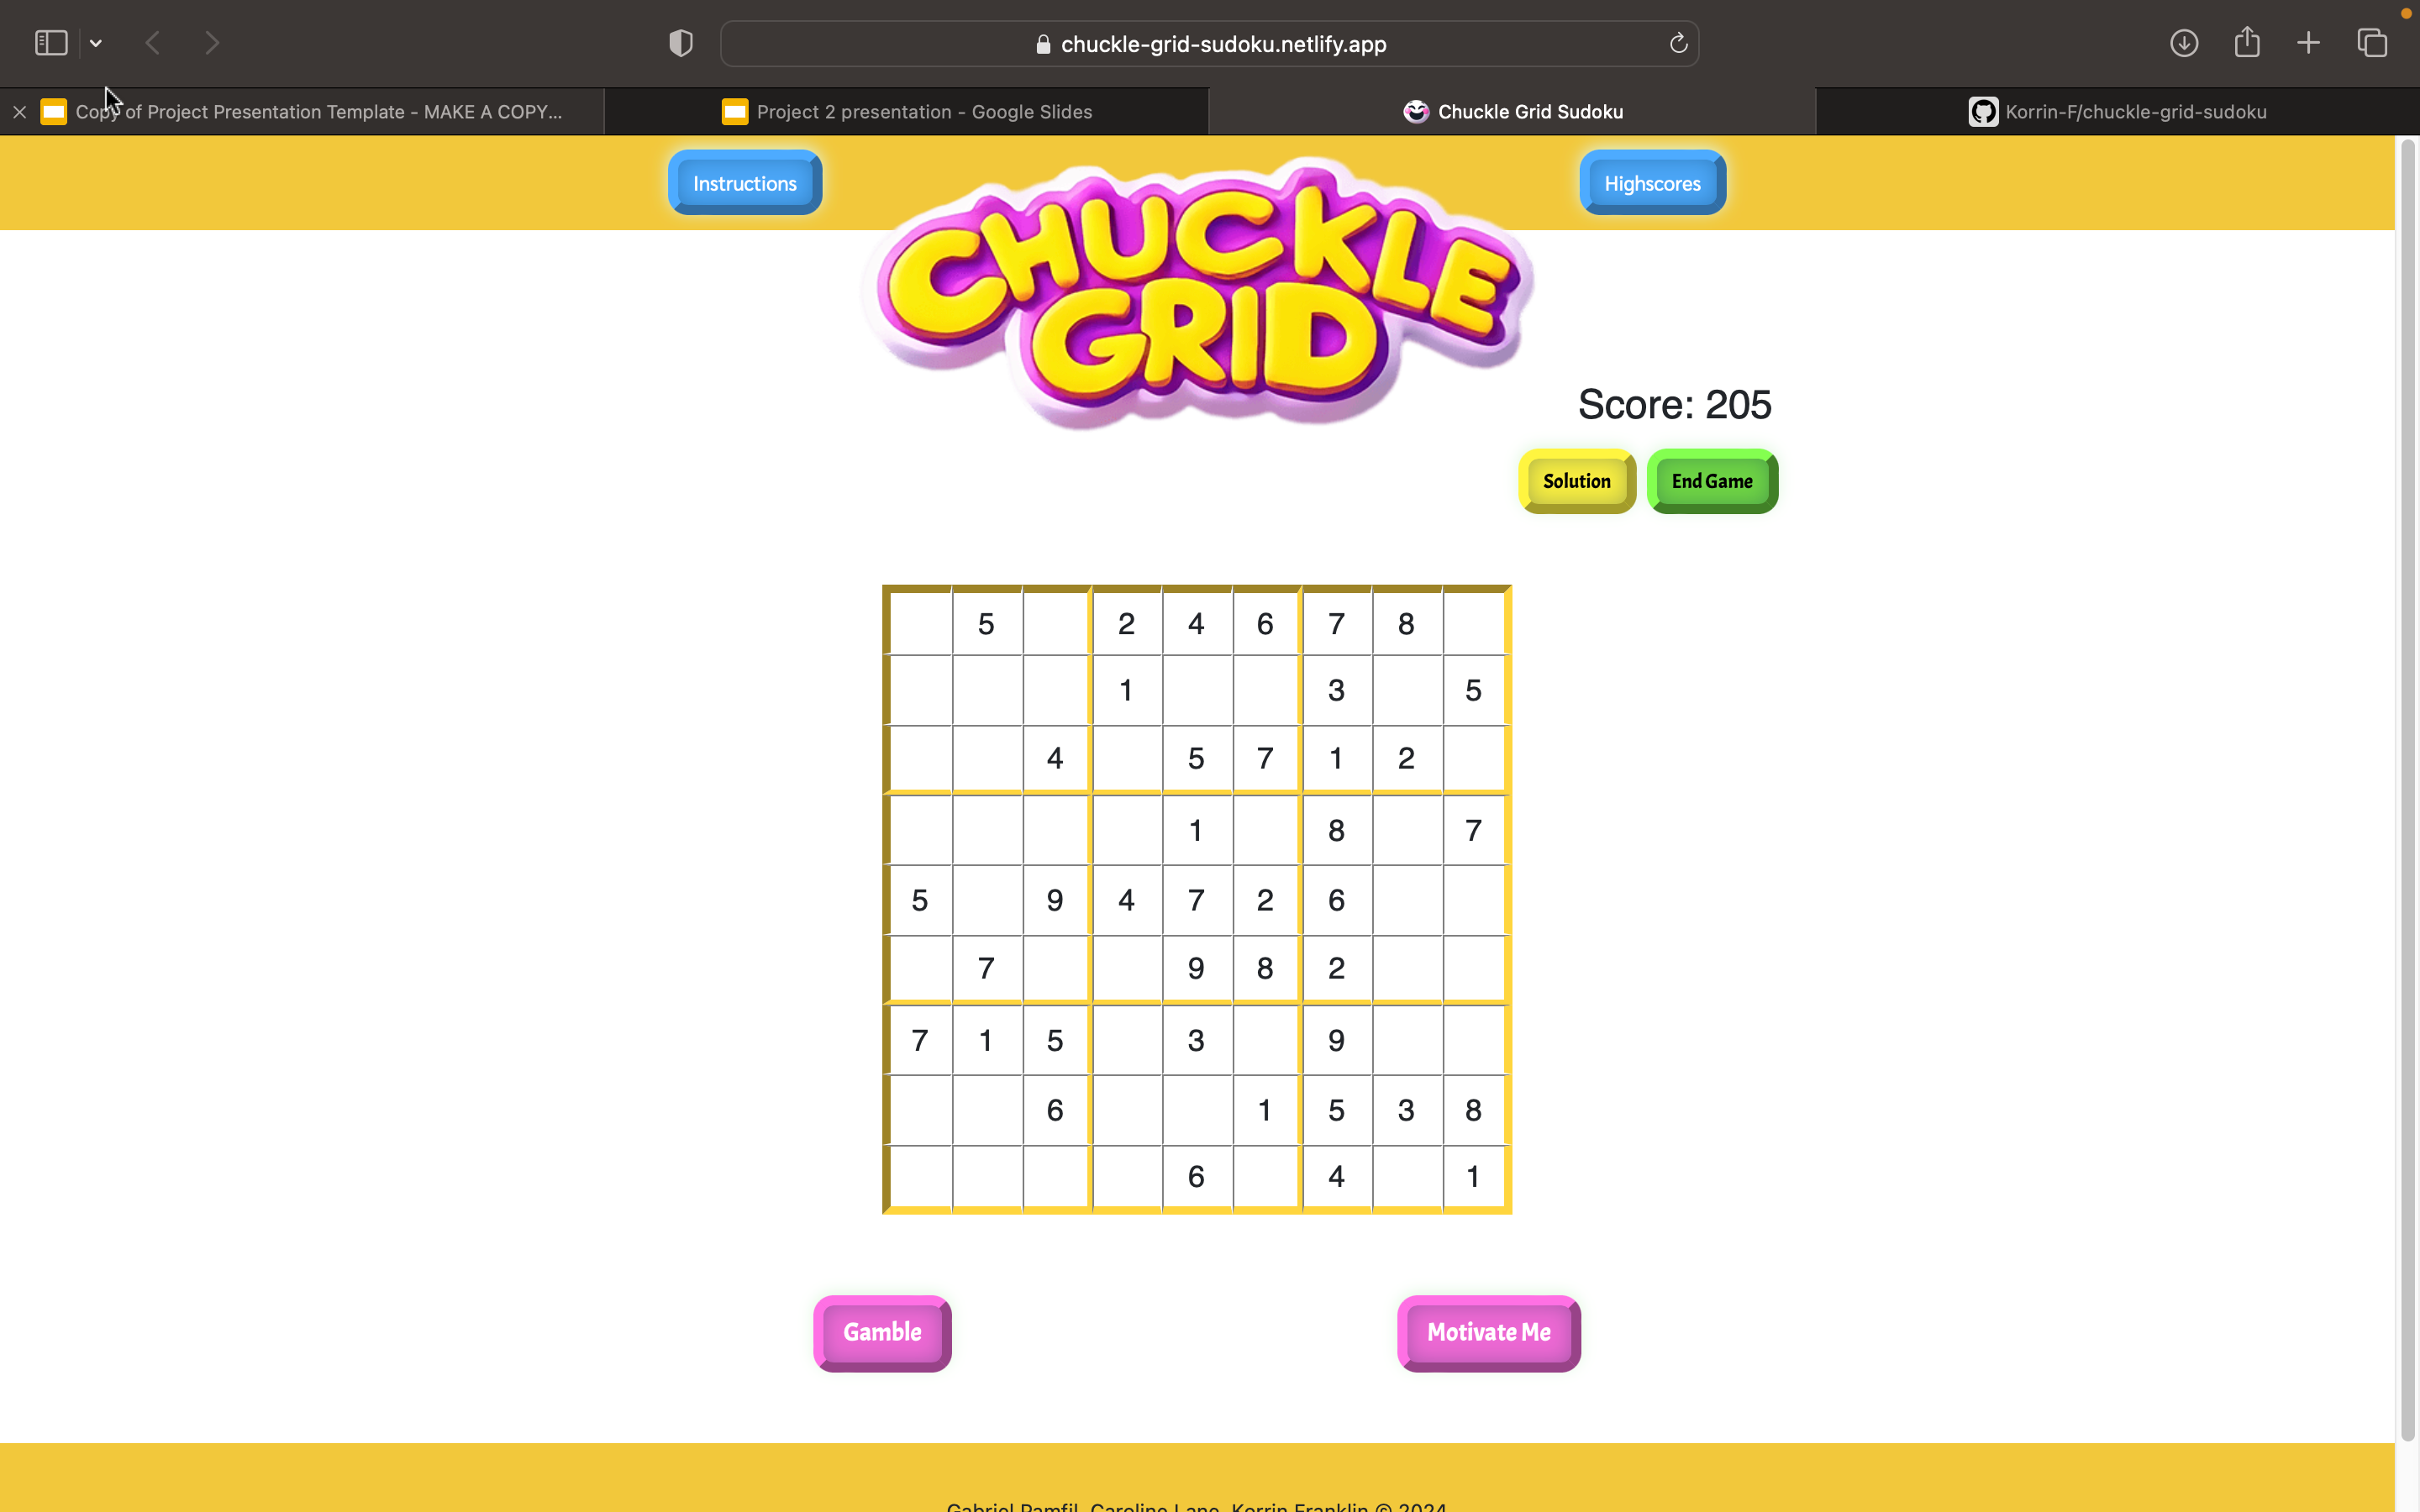 chuckle-grid-sudoku.netlify.app
Copy of Project Presentation Template - MAKE A COPY...
Project 2 presentation - Google Slides
Chuckle Grid Sudoku
Korrin-F/chuckle-grid-sudoku
Instructions
Highscores
CHUCKLE
GRID
Score: 205
Solution
End Game
5 2 4 6 7 8
1 3 5
4 5 7 1 2
1 8 7
5 9 4 7 2 6
7 9 8 2
7 1 5 3 9
6 1 5 3 8
6 4 1
Gamble
Motivate Me
Gabriel Pamfil, Caroline Lane, Korrin Franklin © 2024